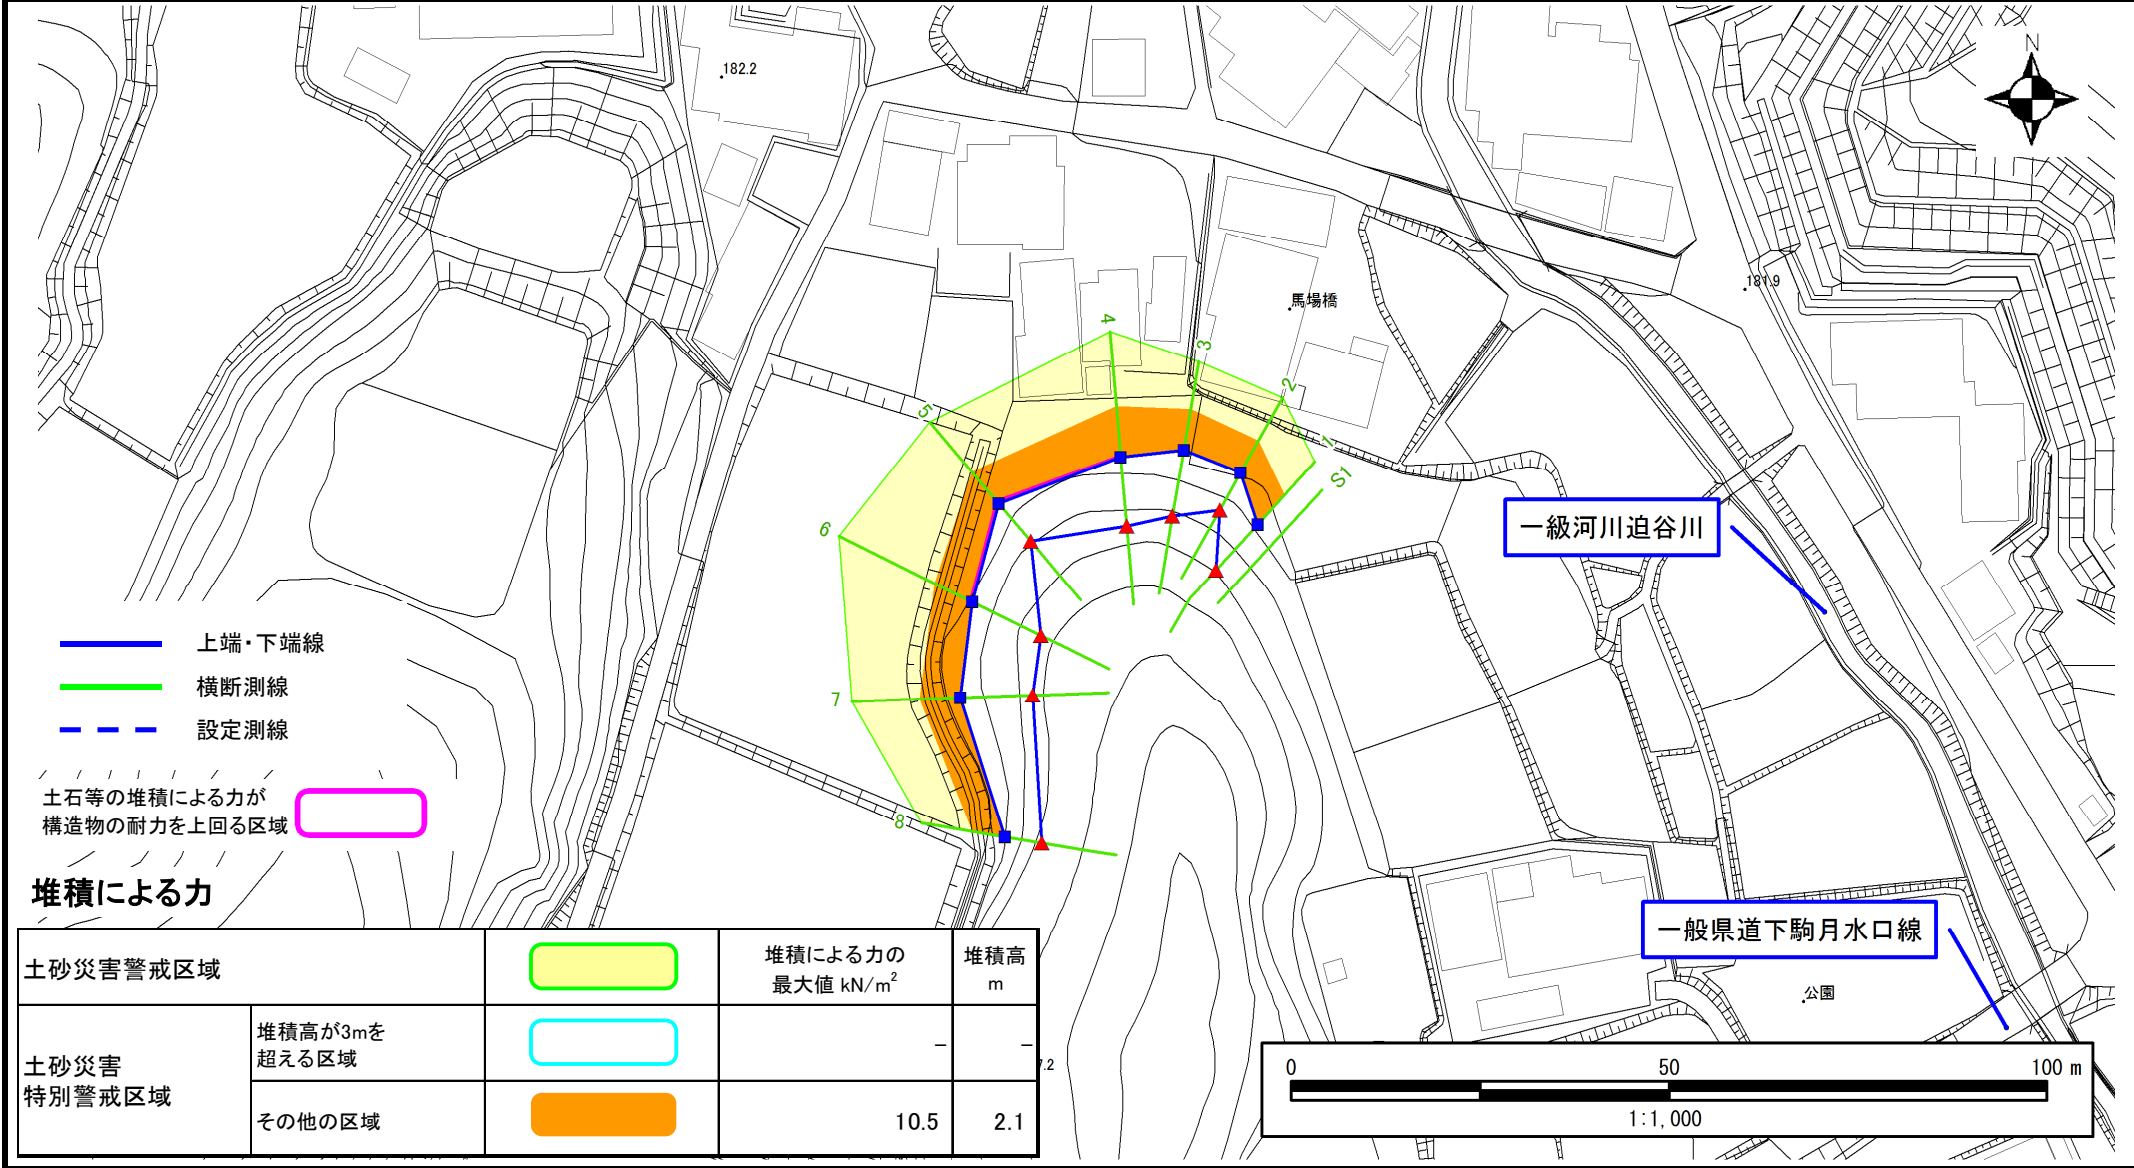 N
182.2
181.9
馬場橋
4
3
2
1
S1
5
6
7
8
一級河川迫谷川
上端・下端線
横断測線
設定測線
土石等の堆積による力が
構造物の耐力を上回る区域
堆積による力
土砂災害警戒区域
堆積による力の
最大値 kN/m²
堆積高
m
土砂災害
特別警戒区域
堆積高が3mを
超える区域
－
－
その他の区域
10.5
2.1
一般県道下駒月水口線
公園
7.2
0
50
100 m
1:1,000